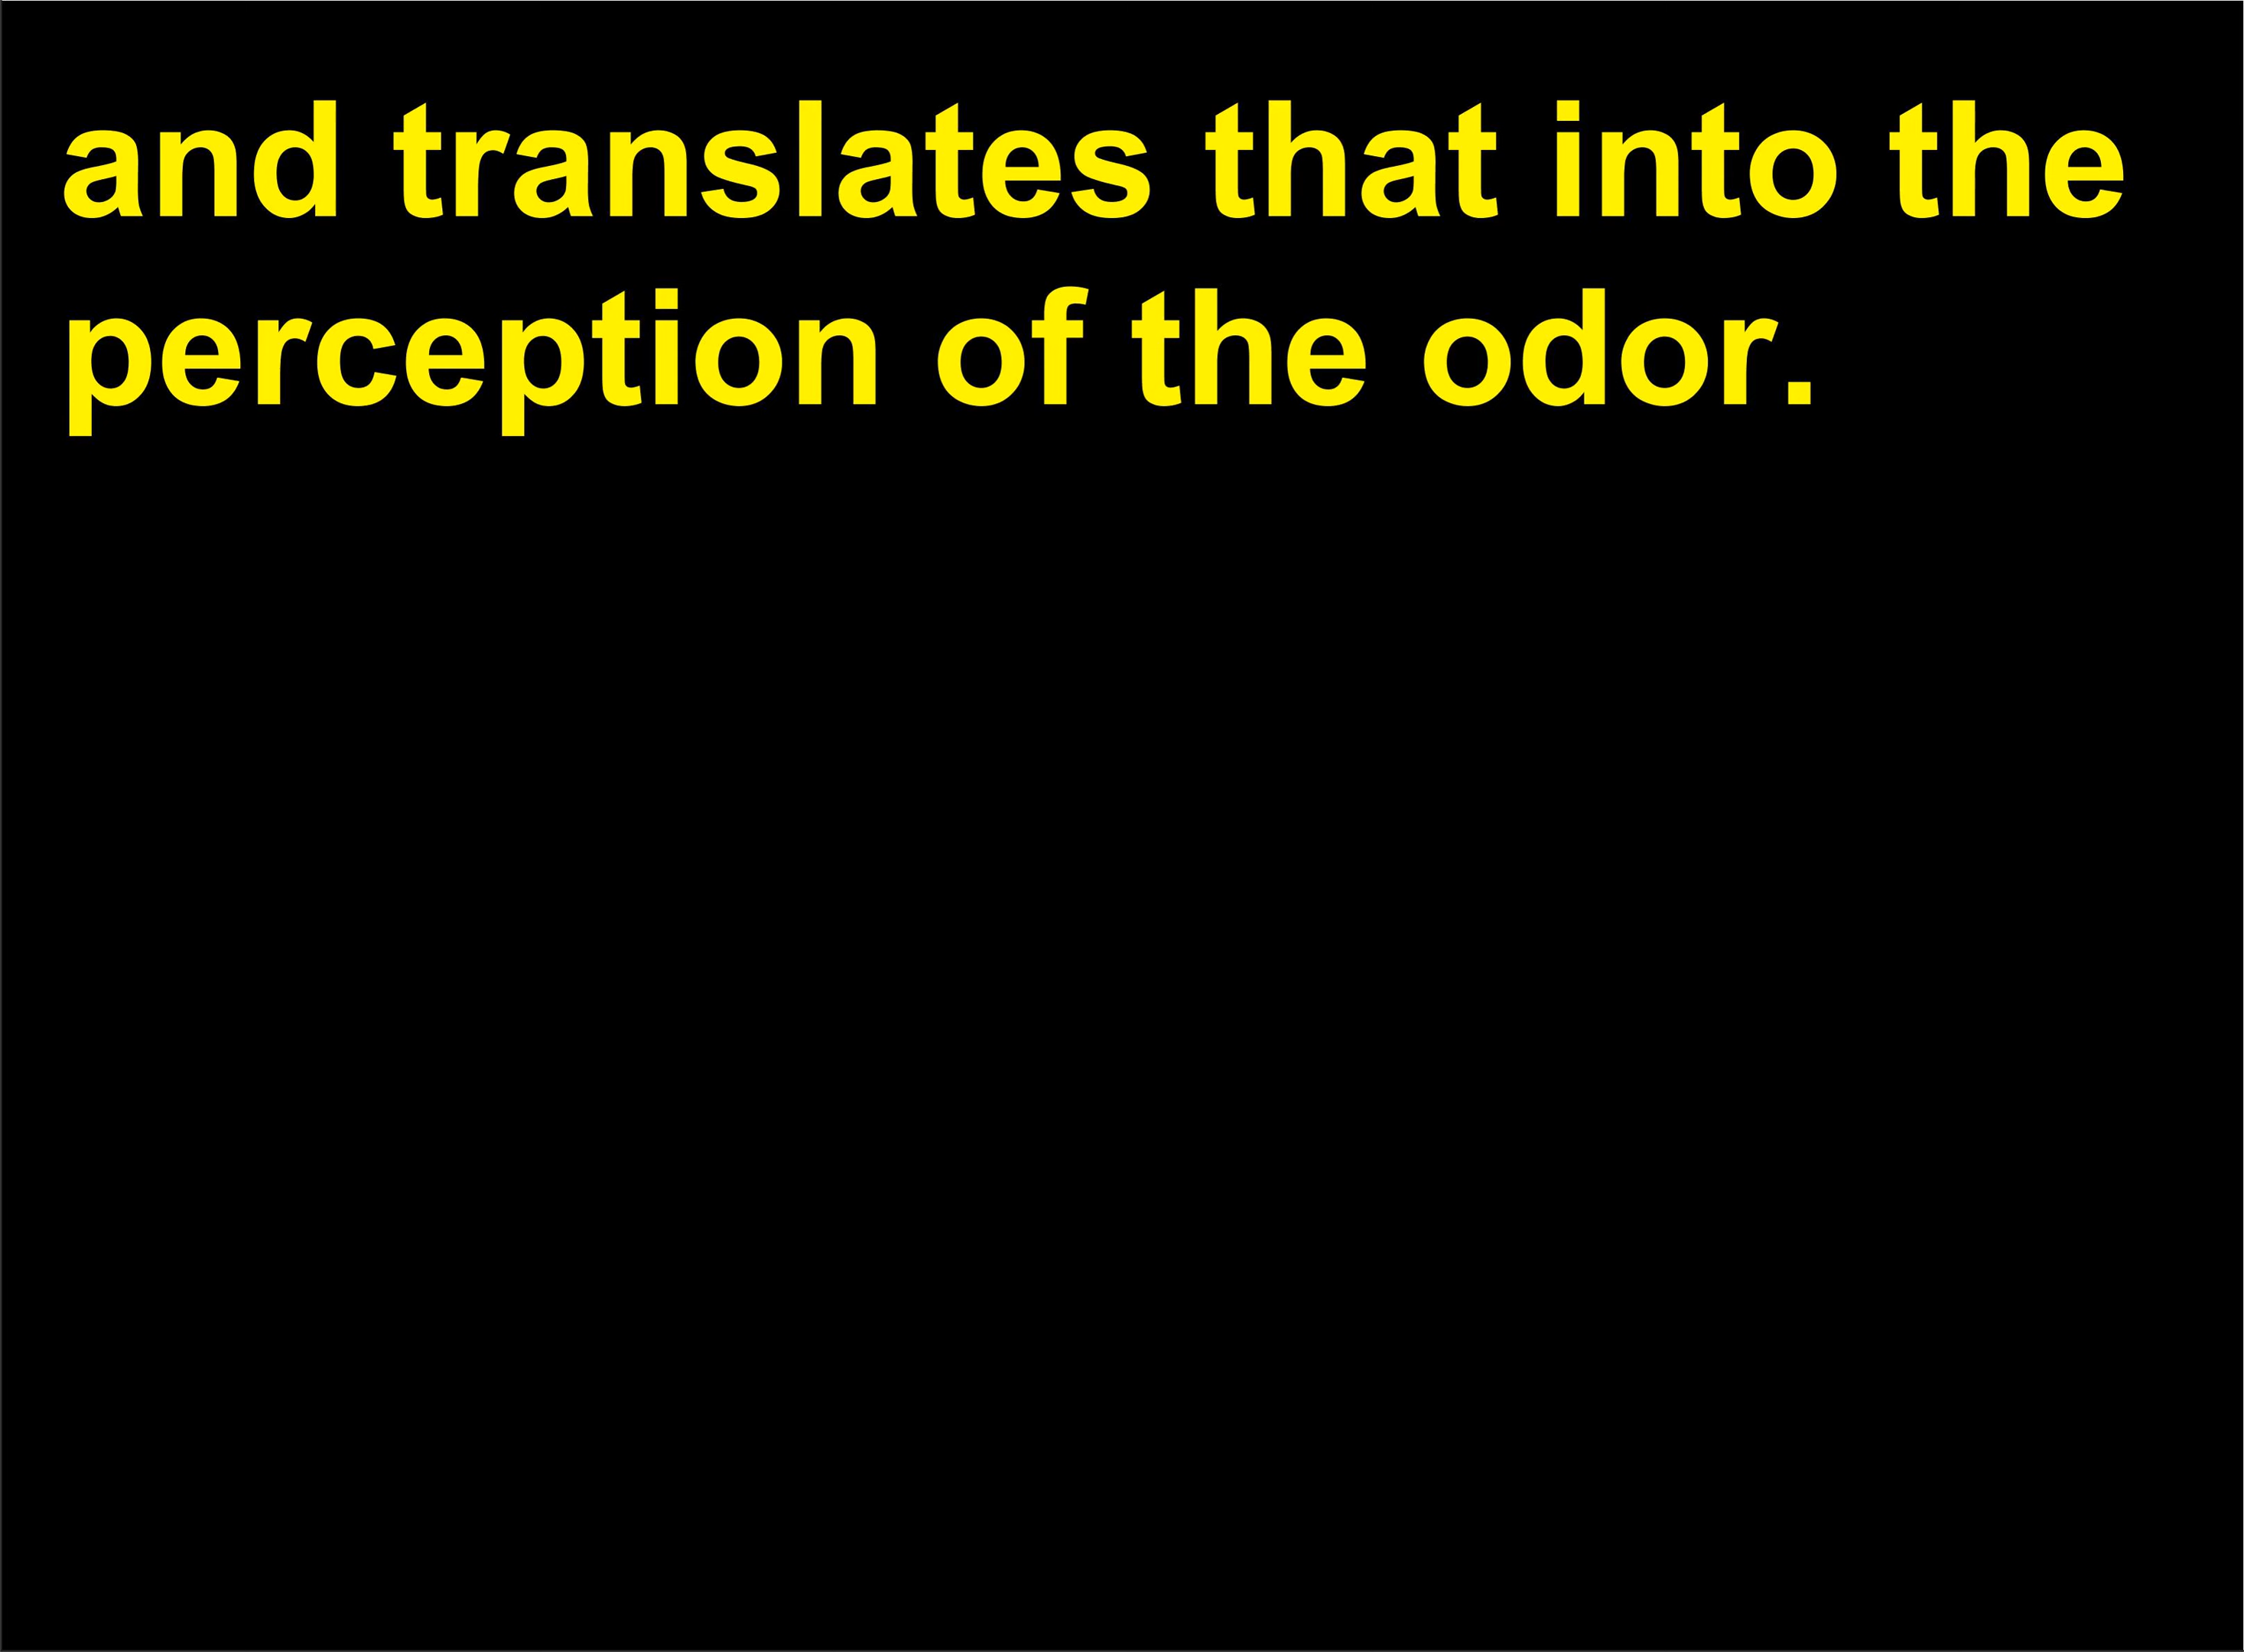 and translates that into the
perception of the odor.